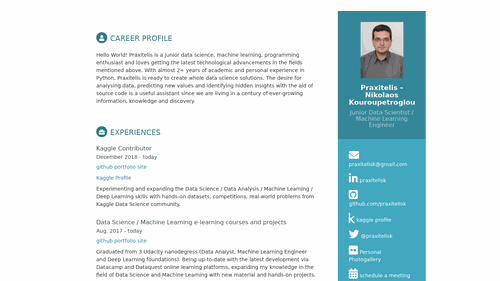 CAREER PROFILE
Hello World! Praxitelis is a junior data science, machine learning, programming
enthusiast and loves getting the latest technological advancements in the fields
mentioned above. With almost 2+ years of academic and personal experience in
Python, Praxitelis is ready to create whole data science solutions. The desire for
analysing data, predicting new values and identifying hidden insights with the aid of
source code is a useful assistant since we are living in a century of ever-growing
information, knowledge and discovery.
EXPERIENCES
Kaggle Contributor
December 2018 - today
github portfolio site
Kaggle Profile
Experimenting and expanding the Data Science / Data Analysis / Machine Learning /
Deep Learning skills with hands-on datasets, competitions, real-world problems from
Kaggle Data Science community.
Data Science / Machine Learning e-learning courses and projects
Aug. 2017 - today
github portfolio site
Graduated from 3 Udacity nanodegress (Data Analyst, Machine Learning Engineer
and Deep Learning foundations). Being up-to-date with the latest development via
Datacamp and Dataquest online learning platforms, expanding my knowledge in the
field of Data Science and Machine Learning with new material and hands-on projects.
Praxitelis –
Nikolaos
Kouroupetroglou
Junior Data Scientist /
Machine Learning
Engineer
praxitelisk@gmail.com
praxitelisk
github.com/praxitelisk
kaggle profile
@praxitelisk
Personal
Photogallery
schedule a meeting